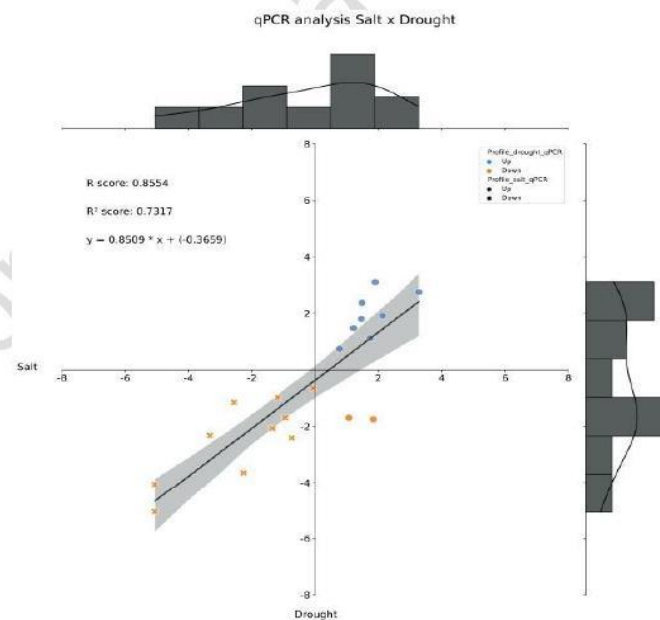 qPCR analysis Salt x Drought
8
R score: 0.8554
R² score: 0.7317
y = 0.8509 * x + (-0.3659)
Profile_drought_qPCR
Up
Down
Profile_salt_qPCR
Up
Down
6
4
2
Salt
-8 -6 -4 -2 2 4 6 8
-2
-4
-6
-8
Drought